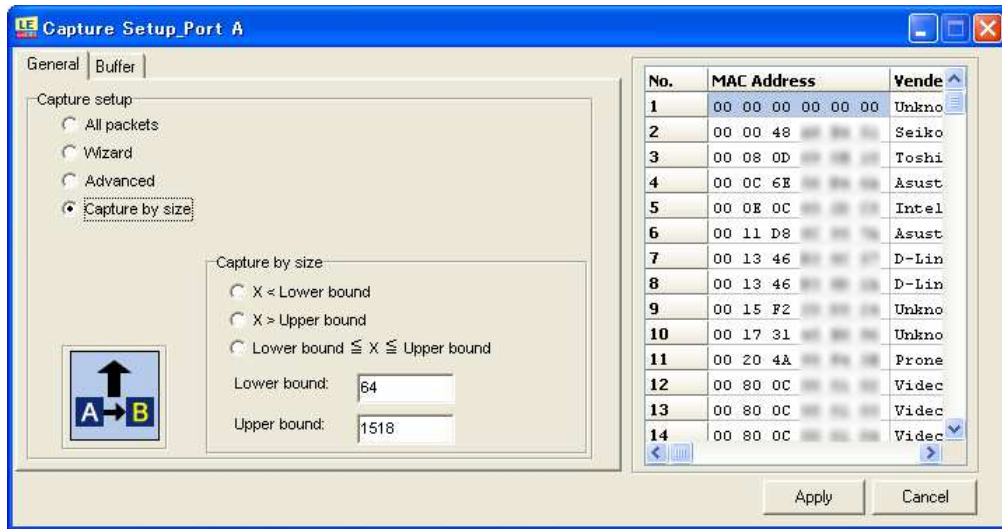 LE Capture Setup_Port A
General Buffer
Capture setup
All packets
Wizard
Advanced
Capture by size
Capture by size
X < Lower bound
X > Upper bound
Lower bound ≦ X ≦ Upper bound
Lower bound: 64
Upper bound: 1518
A B
No. MAC Address Vende
1 00 00 00 00 00 00 Unkno
2 00 00 48 Seiko
3 00 08 0D Toshi
4 00 0C 6E Asust
5 00 0E 0C Intel
6 00 11 D8 Asust
7 00 13 46 D-Lin
8 00 13 46 D-Lin
9 00 15 F2 Unkno
10 00 17 31 Unkno
11 00 20 4A Prone
12 00 80 0C Videc
13 00 80 0C Videc
14 00 80 0C Videc
Apply Cancel